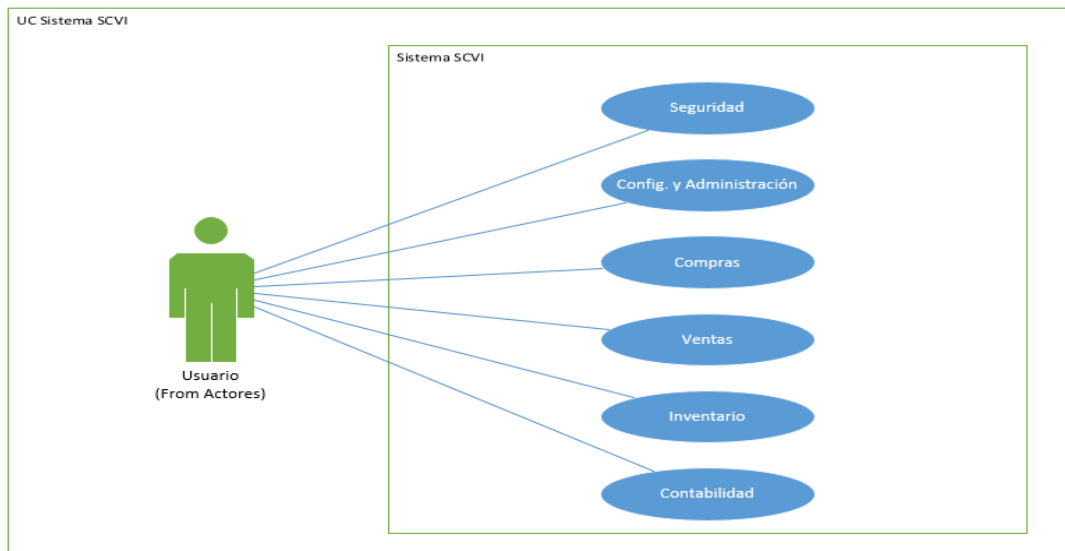 UC Sistema SCVI
Sistema SCVI
Seguridad
Config. y Administración
Compras
Ventas
Inventario
Contabilidad
Usuario
(From Actores)